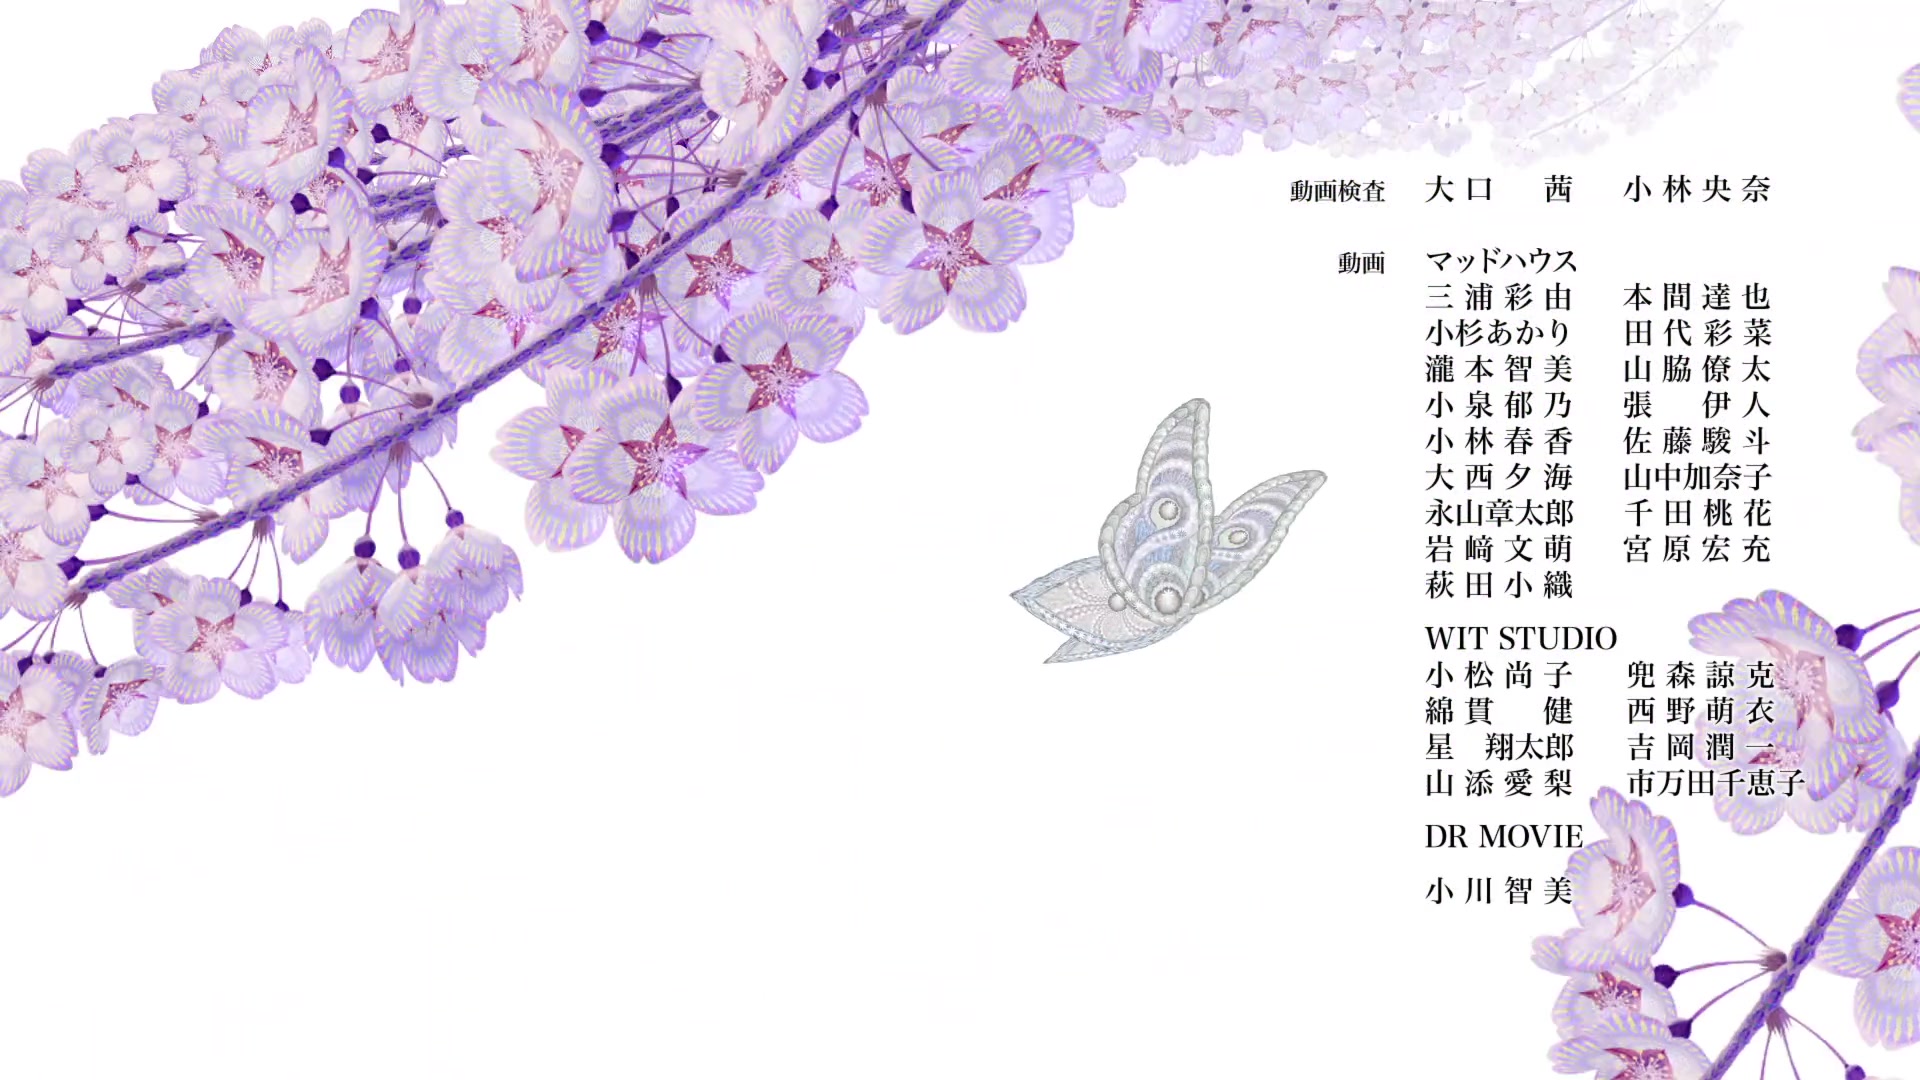 動画検査 大口 茜 小林央奈
動画 マッドハウス
三浦彩由 本間達也
小杉あかり 田代彩菜
瀧本智美 山脇僚太
小泉郁乃 張 伊人
小林春香 佐藤駿斗
大西夕海 山中加奈子
永山章太郎 千田桃花
岩﨑文萌 宮原宏充
萩田小織
WIT STUDIO
小松尚子 兜森諒克
綿貫 健 西野萌衣
星 翔太郎 吉岡潤一
山添愛梨 市万田千恵子
DR MOVIE
小川智美